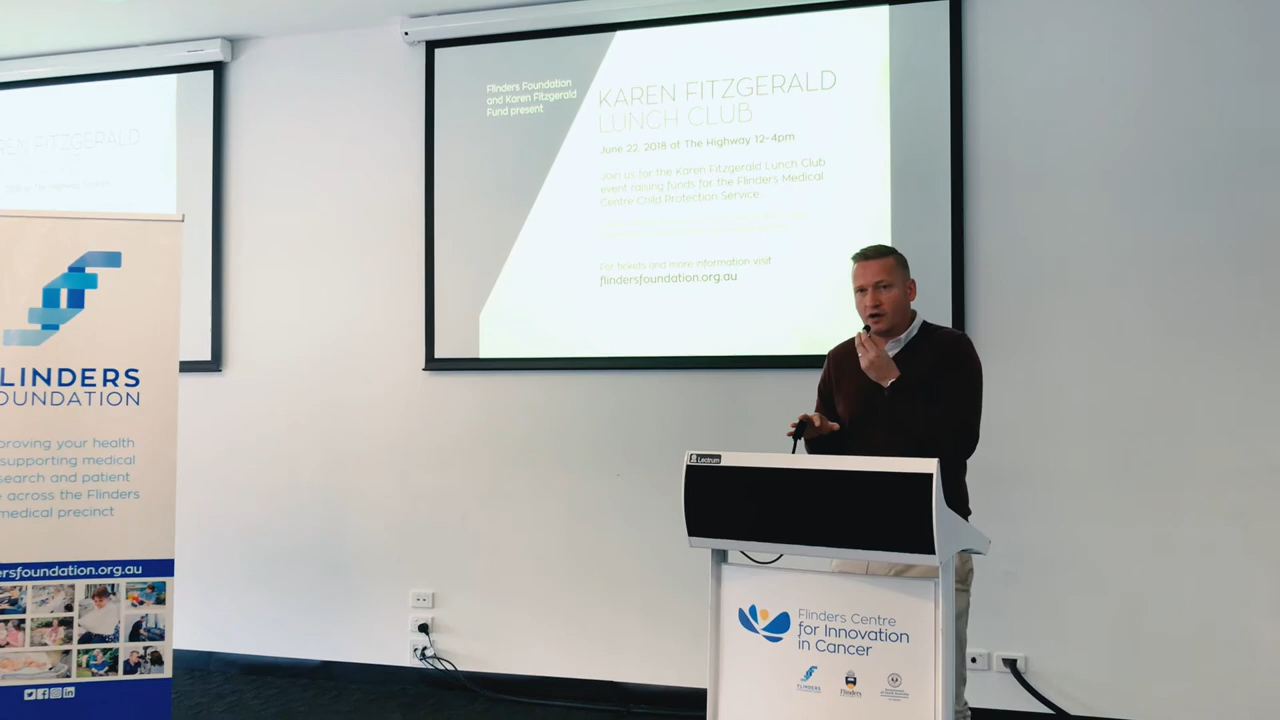 Flinders Foundation
and Karen Fitzgerald
Fund present
KAREN FITZGERALD
LUNCH CLUB
June 22, 2018 at The Highway 12-4pm
Join us for the Karen Fitzgerald Lunch Club
event raising funds for the Flinders Medical
Centre Child Protection Service
For tickets and more information visit
flindersfoundation.org.au
EN FITZGERALD
LINDERS
OUNDATION
proving your health
supporting medical
search and patient
e across the Flinders
medical precinct
ersfoundation.org.au
Lectrum
Flinders Centre
for Innovation
in Cancer
FLINDERS
Flinders